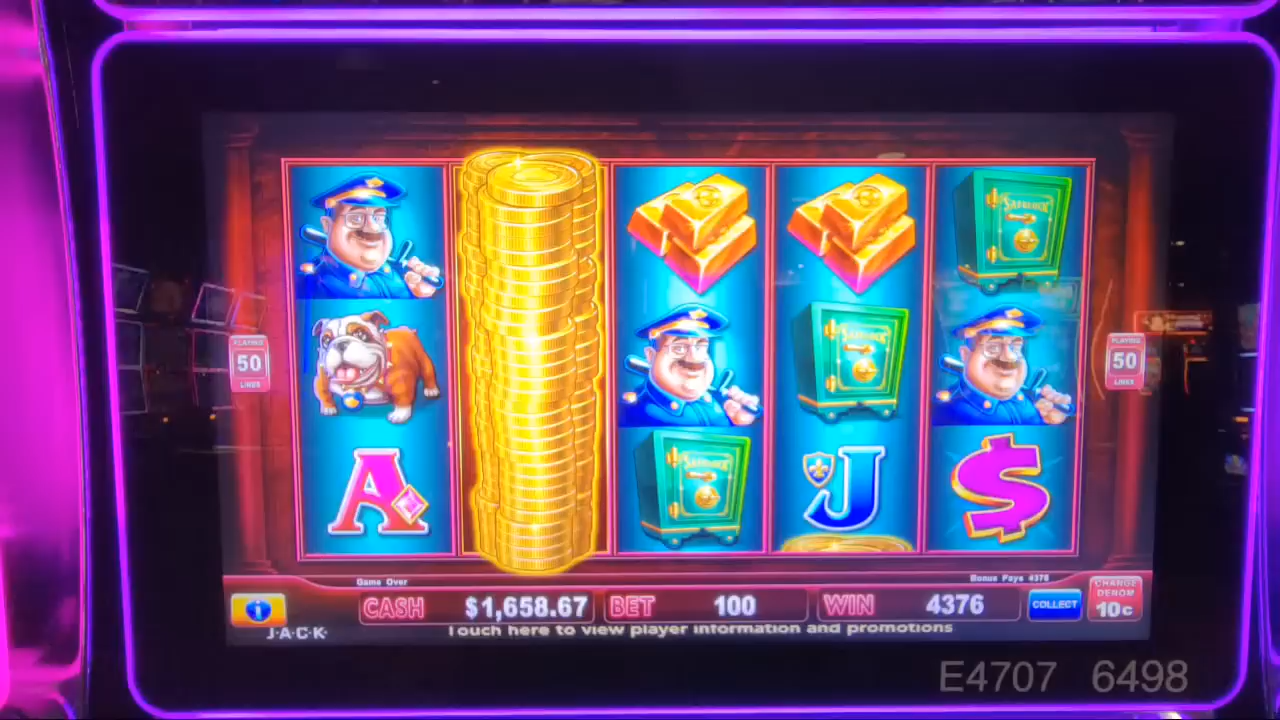 SAFELOCK
SAFELOCK
PLAYING
50
LINES
PLAYING
50
LINES
SAFELOCK
A
J
$
Game Over
Bonus Pays 4376
i
CASH $1,658.67 BET 100 WIN 4376 COLLECT
CHANGE
DENOM
10¢
J·A·C·K
Touch here to view player information and promotions
E4707 6498